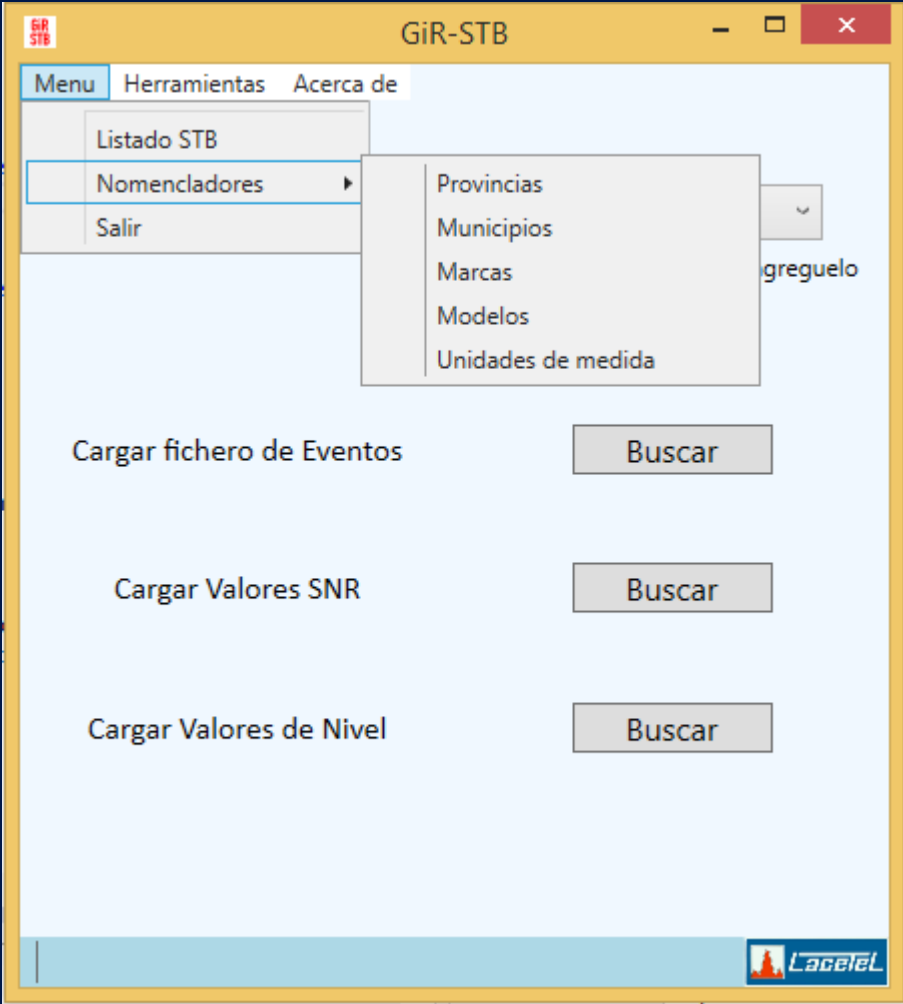 GiR STB
GiR-STB
Menu Herramientas Acerca de
Listado STB
Nomencladores
Salir
Provincias
Municipios
Marcas
Modelos
Unidades de medida
Cargar fichero de Eventos Buscar
Cargar Valores SNR Buscar
Cargar Valores de Nivel Buscar
LACETEL